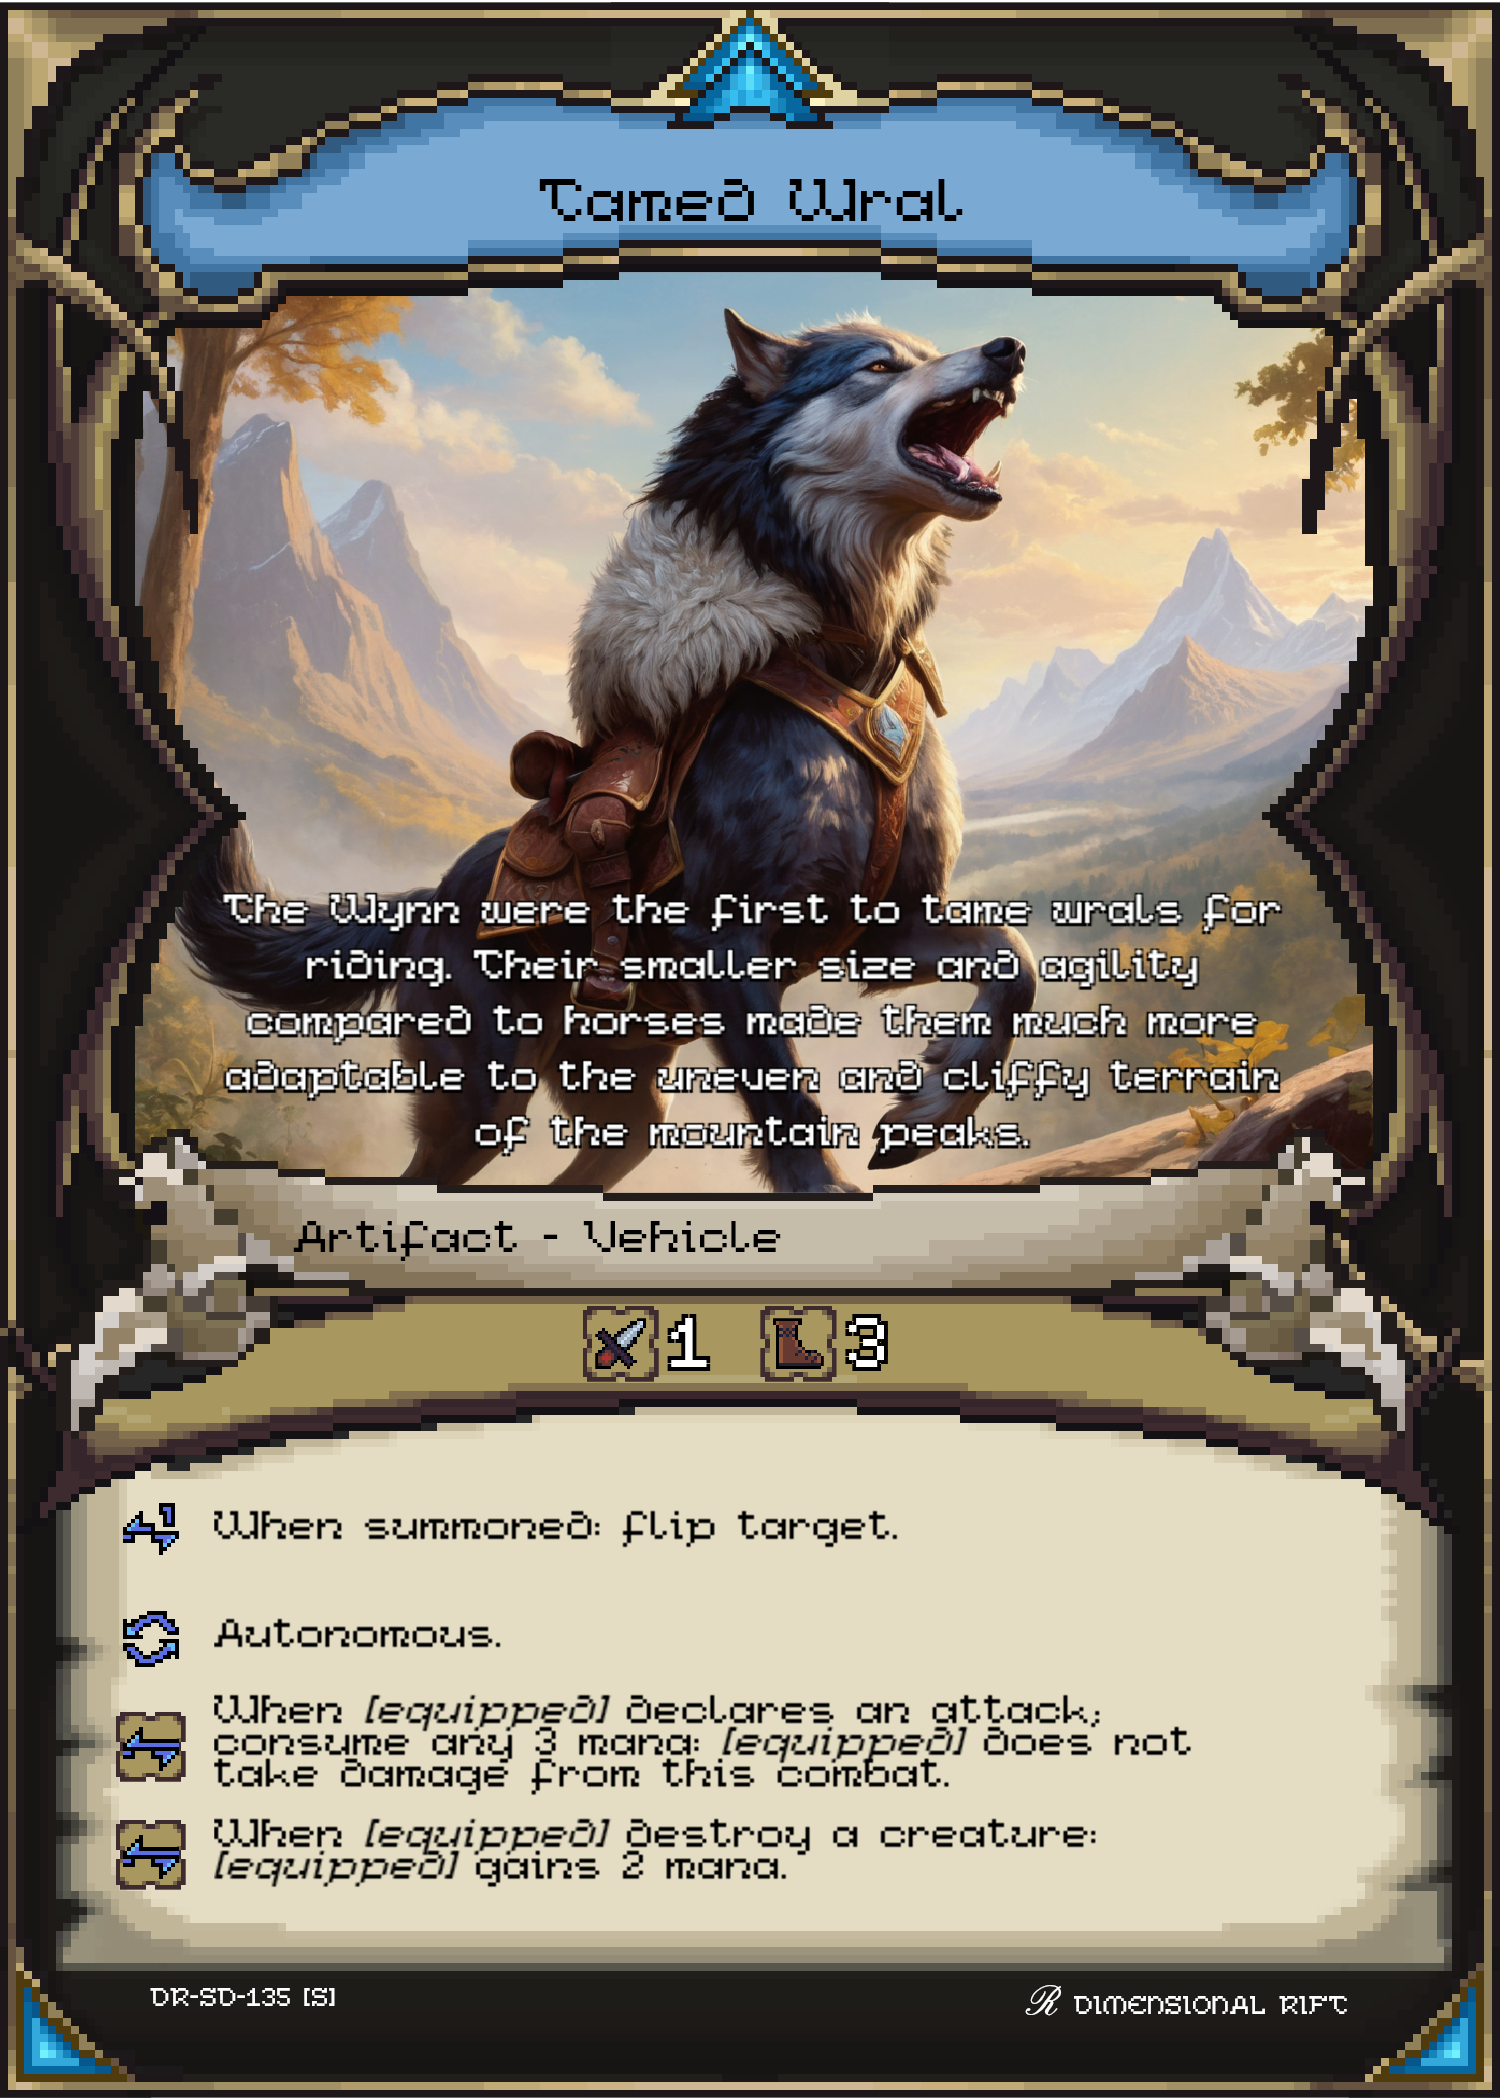 Tamed Wral
The Wynn were the first to tame wrals for
riding. Their smaller size and agility
compared to horses made them much more
adaptable to the uneven and cliffy terrain
of the mountain peaks.
Artifact - Vehicle
1 3
1
When summoned: flip target.
Autonomous.
When [equipped] declares an attack;
consume any 3 mana: [equipped] does not
take damage from this combat.
When [equipped] destroy a creature:
[equipped] gains 2 mana.
DR-SD-135 [S]
ℛ DIMENSIONAL RIFT